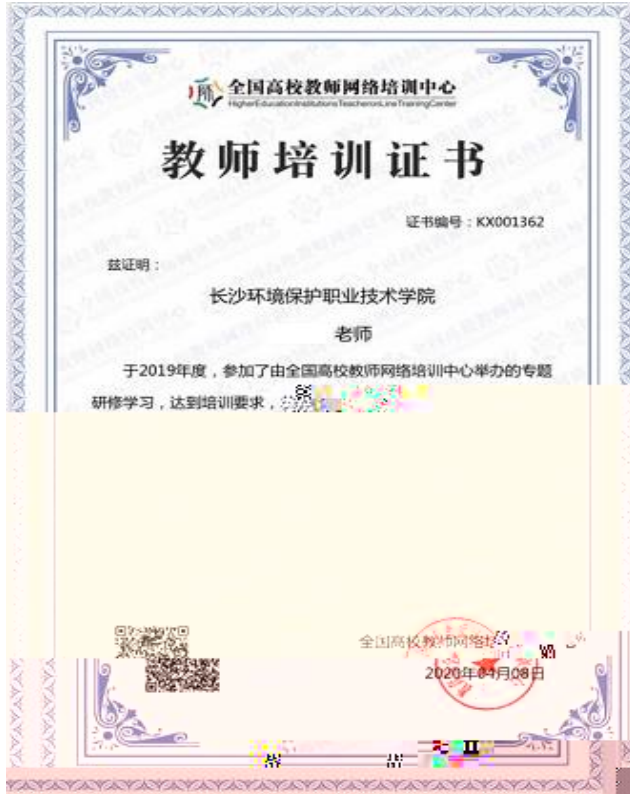 全国高校教师网络培训中心
HigherEducationInstitutionsTeacheronLineTrainingCenter
教师培训证书
证书编号：KX001362
兹证明：
长沙环境保护职业技术学院
老师
于2019年度，参加了由全国高校教师网络培训中心举办的专题
研修学习，达到培训要求，
全国高校教师网络培
2020年04月08日